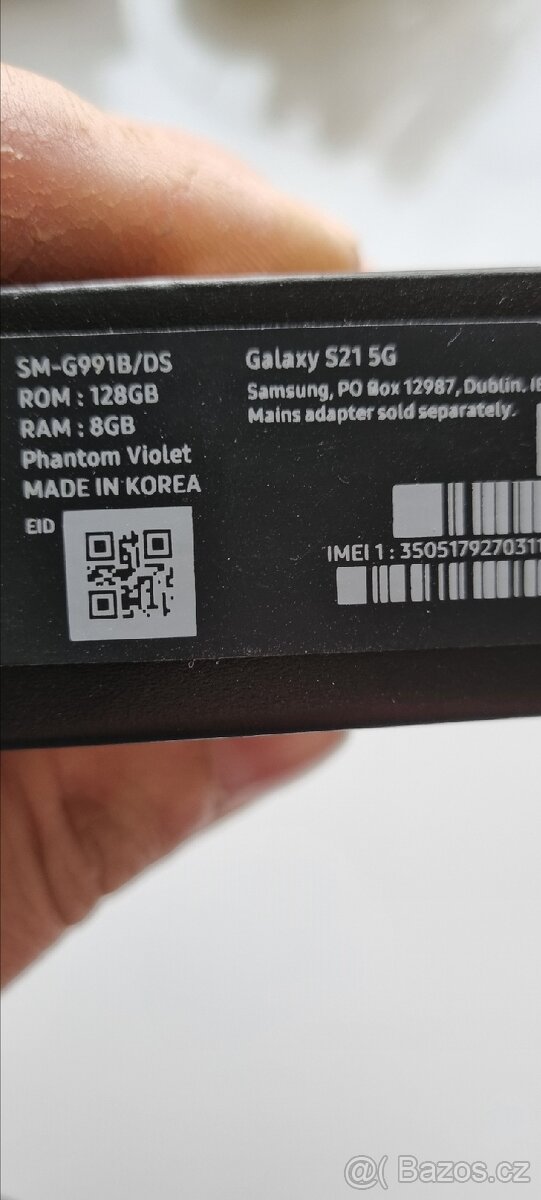 SM-G991B/DS
ROM : 128GB
RAM : 8GB
Phantom Violet
MADE IN KOREA
EID
Galaxy S21 5G
Samsung, PO Box 12987, Dublin. IE
Mains adapter sold separately.
IMEI 1 : 3505179270311
@( Bazos.cz